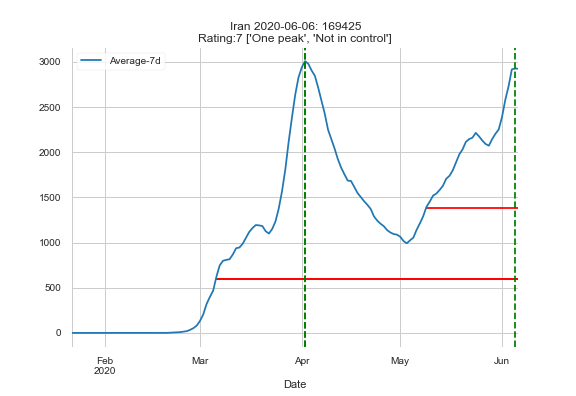 Iran 2020-06-06: 169425
Rating:7 ['One peak', 'Not in control']
Average-7d
3000
2500
2000
1500
1000
500
0
Feb Mar Apr May Jun
2020
Date